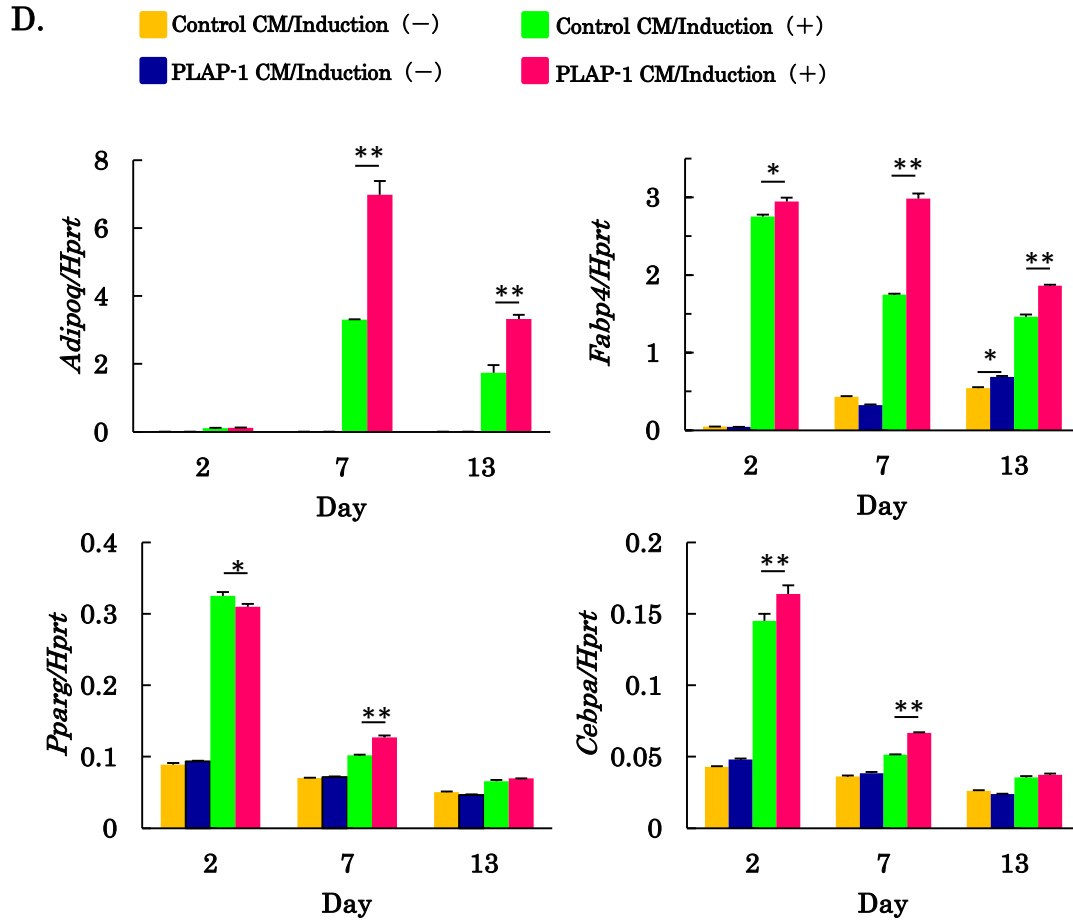 D.
Control CM/Induction (−)
Control CM/Induction (+)
PLAP-1 CM/Induction (−)
PLAP-1 CM/Induction (+)
Adipoq/Hprt
8
6
4
2
0
**
**
2 7 13
Day
Fabp4/Hprt
3
2
1
0
*
**
*
**
2 7 13
Day
Pparg/Hprt
0.4
0.3
0.2
0.1
0
*
**
2 7 13
Day
Cebpa/Hprt
0.2
0.15
0.1
0.05
0
**
**
2 7 13
Day